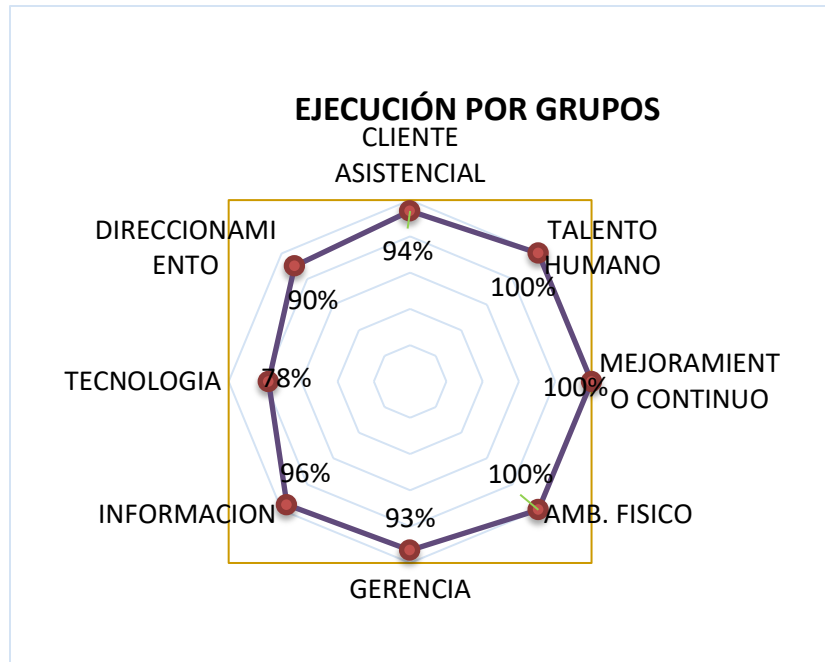 EJECUCIÓN POR GRUPOS
CLIENTE
ASISTENCIAL
94%
TALENTO
HUMANO
100%
MEJORAMIENT
O CONTINUO
100%
AMB. FISICO
100%
GERENCIA
93%
INFORMACION
96%
TECNOLOGIA
78%
DIRECCIONAMI
ENTO
90%